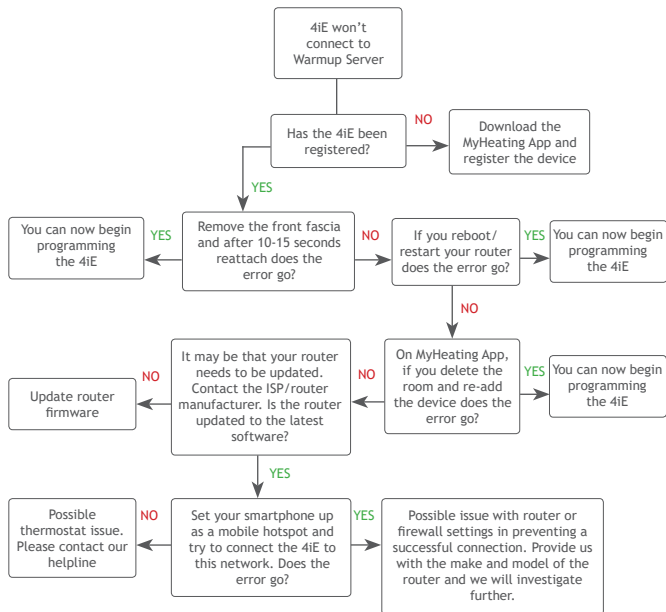 4iE won't
connect to
Warmup Server
Has the 4iE been
registered?
NO
Download the
MyHeating App and
register the device
YES
You can now begin
programming
the 4iE
YES
Remove the front fascia
and after 10-15 seconds
reattach does the
error go?
NO
If you reboot/
restart your router
does the error go?
YES
You can now begin
programming
the 4iE
NO
Update router
firmware
NO
It may be that your router
needs to be updated.
Contact the ISP/router
manufacturer. Is the router
updated to the latest
software?
NO
On MyHeating App,
if you delete the
room and re-add
the device does the
error go?
YES
You can now begin
programming
the 4iE
YES
Possible
thermostat issue.
Please contact our
helpline
NO
Set your smartphone up
as a mobile hotspot and
try to connect the 4iE to
this network. Does the
error go?
YES
Possible issue with router or
firewall settings in preventing a
successful connection. Provide us
with the make and model of the
router and we will investigate
further.